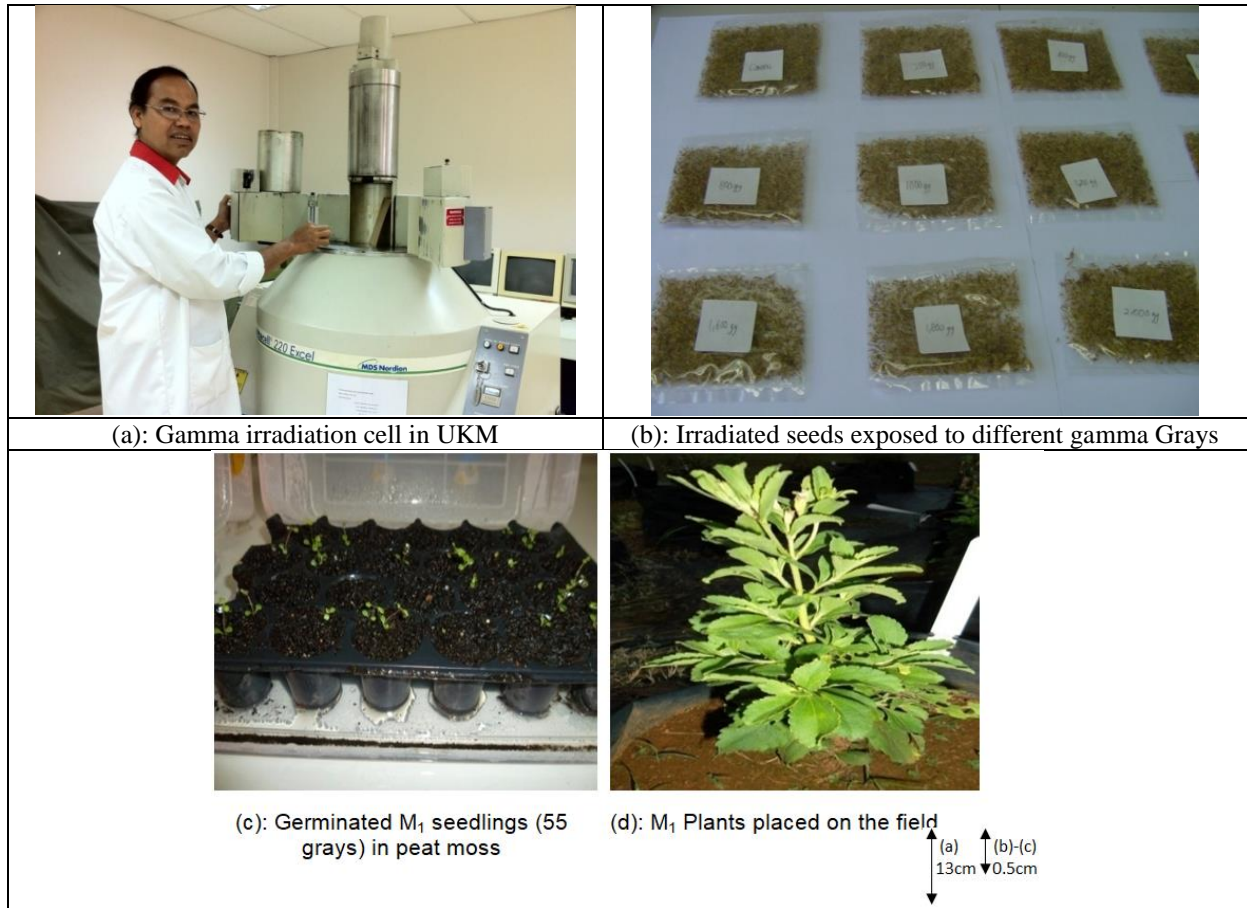 220 Excel
MDS Nordion
(a): Gamma irradiation cell in UKM
(b): Irradiated seeds exposed to different gamma Grays
(c): Germinated M₁ seedlings (55
grays) in peat moss
(d): M₁ Plants placed on the field
(a)
13cm
(b)-(c)
0.5cm